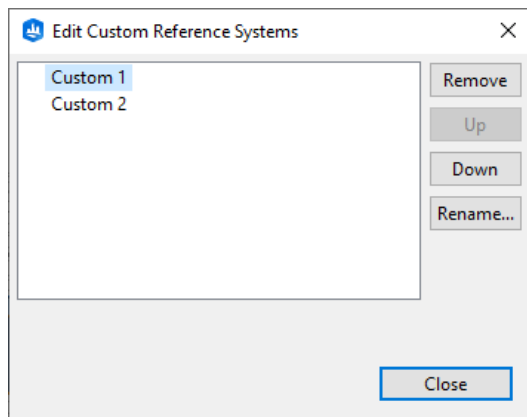 Edit Custom Reference Systems
Custom 1
Custom 2
Remove
Up
Down
Rename...
Close